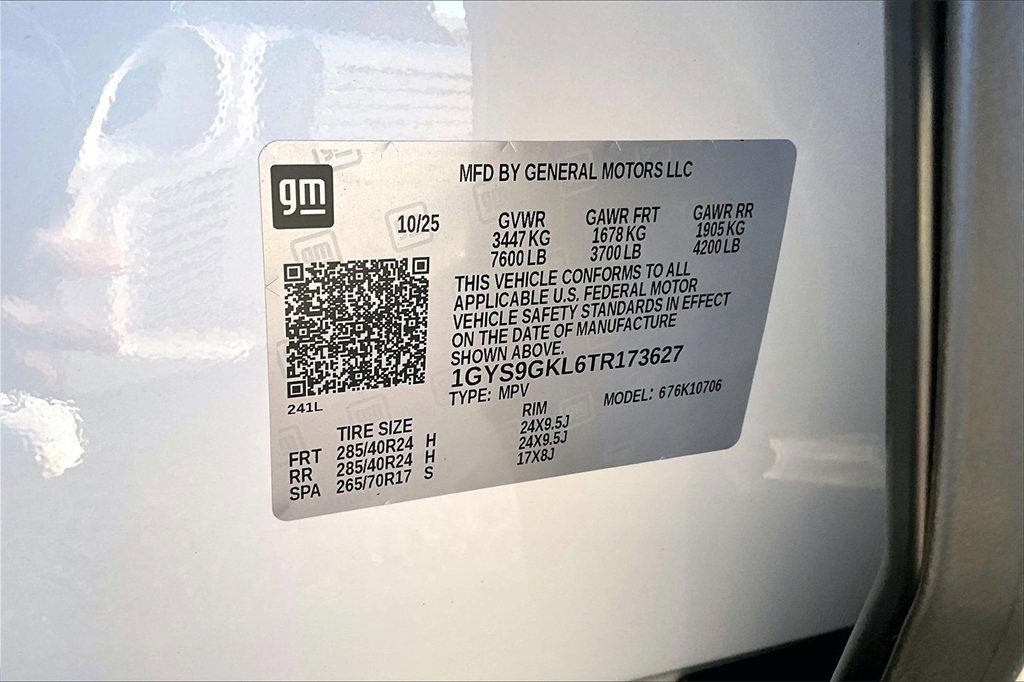 gm
MFD BY GENERAL MOTORS LLC
10/25 GVWR GAWR FRT GAWR RR
3447 KG 1678 KG 1905 KG
7600 LB 3700 LB 4200 LB
THIS VEHICLE CONFORMS TO ALL
APPLICABLE U.S. FEDERAL MOTOR
VEHICLE SAFETY STANDARDS IN EFFECT
ON THE DATE OF MANUFACTURE
SHOWN ABOVE.
1GYS9GKL6TR173627
TYPE: MPV MODEL: 676K10706
241L
TIRE SIZE RIM
FRT 285/40R24 H 24X9.5J
RR 285/40R24 H 24X9.5J
SPA 265/70R17 S 17X8J